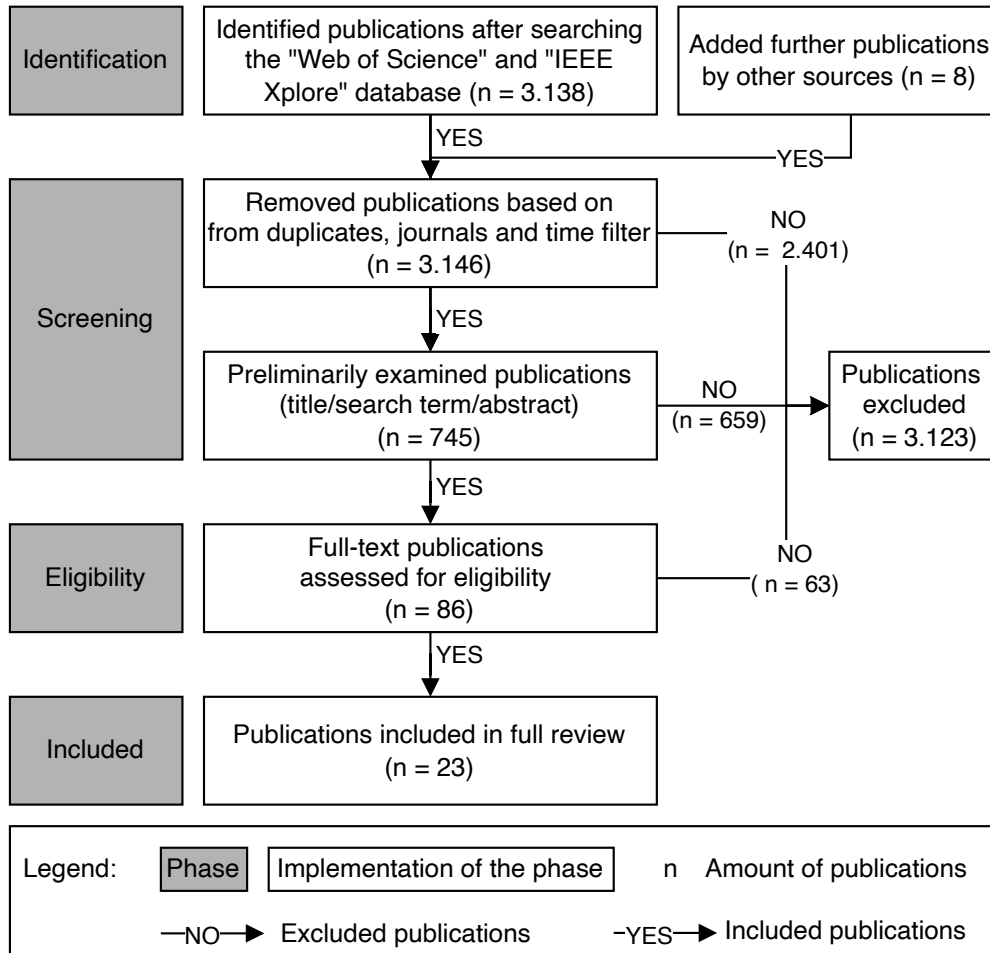 Identification
Identified publications after searching
the "Web of Science" and "IEEE
Xplore" database (n = 3.138)
Added further publications
by other sources (n = 8)
YES
YES
Screening
Removed publications based on
from duplicates, journals and time filter
(n = 3.146)
NO
(n = 2.401)
YES
Preliminarily examined publications
(title/search term/abstract)
(n = 745)
NO
(n = 659)
Publications
excluded
(n = 3.123)
YES
Eligibility
Full-text publications
assessed for eligibility
(n = 86)
NO
( n = 63)
YES
Included
Publications included in full review
(n = 23)
Legend: Phase Implementation of the phase n Amount of publications
NO Excluded publications YES Included publications